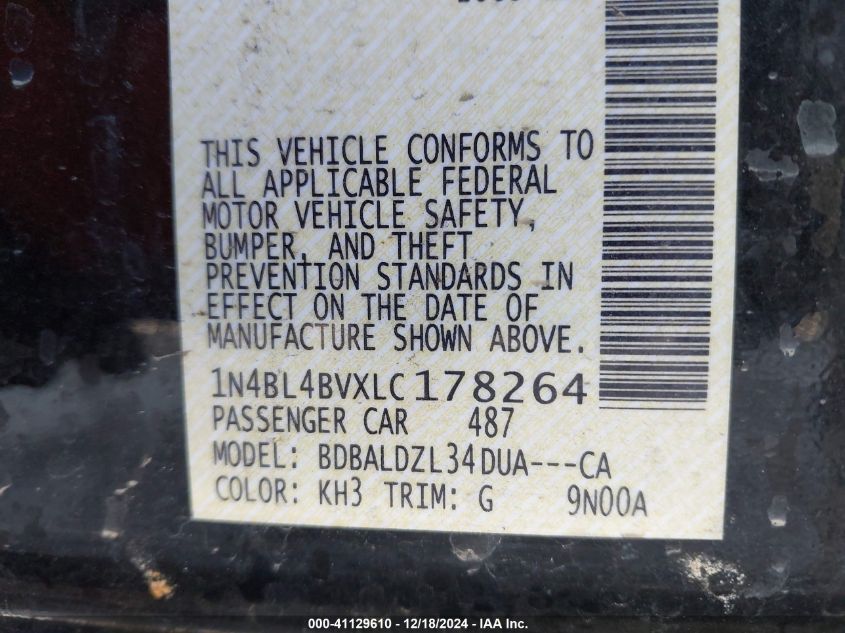 THIS VEHICLE CONFORMS TO
ALL APPLICABLE FEDERAL
MOTOR VEHICLE SAFETY,
BUMPER, AND THEFT
PREVENTION STANDARDS IN
EFFECT ON THE DATE OF
MANUFACTURE SHOWN ABOVE.
1N4BL4BVXLC178264
PASSENGER CAR 487
MODEL: BDBALDZL34DUA---CA
COLOR: KH3 TRIM: G 9N00A
000-41129610 - 12/18/2024 - IAA Inc.